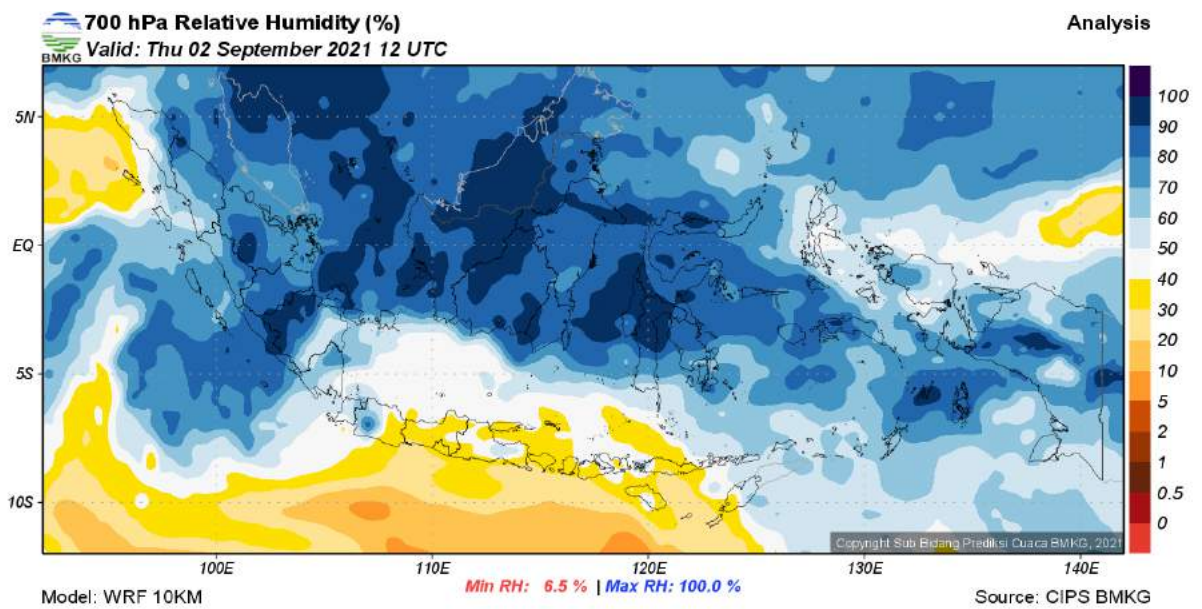 700 hPa Relative Humidity (%)
Analysis
BMKG
Valid: Thu 02 September 2021 12 UTC
5N
EQ
5S
10S
100E
110E
120E
130E
140E
100
90
80
70
60
50
40
30
20
10
5
2
1
0.5
0
Copyright Sub Bidang Prediksi Cuaca BMKG, 2021
Min RH: 6.5 % | Max RH: 100.0 %
Model: WRF 10KM
Source: CIPS BMKG